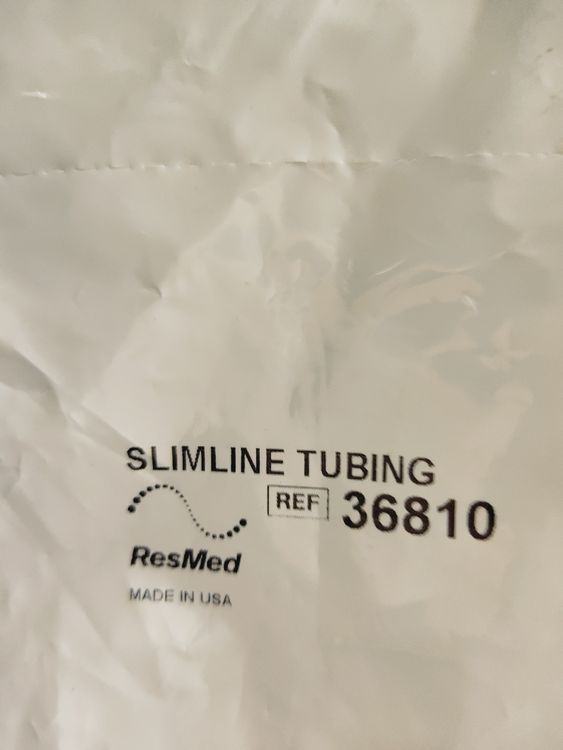 SLIMLINE TUBING
REF 36810
ResMed
MADE IN USA